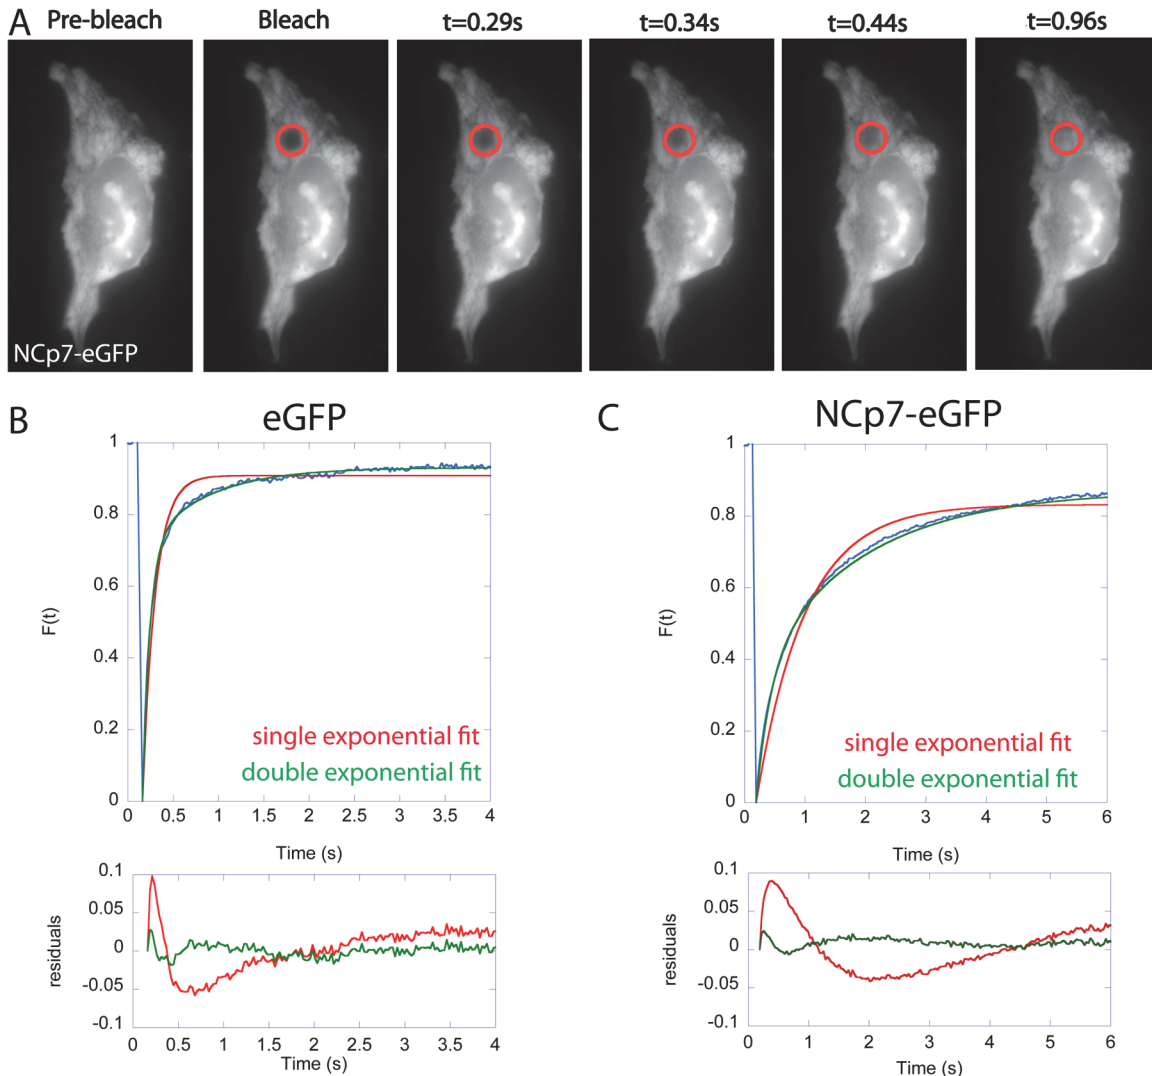 A
Pre-bleach Bleach t=0.29s t=0.34s t=0.44s t=0.96s
NCp7-eGFP
B eGFP
1
0.8
0.6
0.4
0.2
0
F(t)
single exponential fit
double exponential fit
0 0.5 1 1.5 2 2.5 3 3.5 4
Time (s)
0.1
0.05
0
-0.05
-0.1
residuals
0 0.5 1 1.5 2 2.5 3 3.5 4
Time (s)
C NCp7-eGFP
1
0.8
0.6
0.4
0.2
0
F(t)
single exponential fit
double exponential fit
0 1 2 3 4 5 6
Time (s)
0.1
0.05
0
-0.05
-0.1
residuals
0 1 2 3 4 5 6
Time (s)